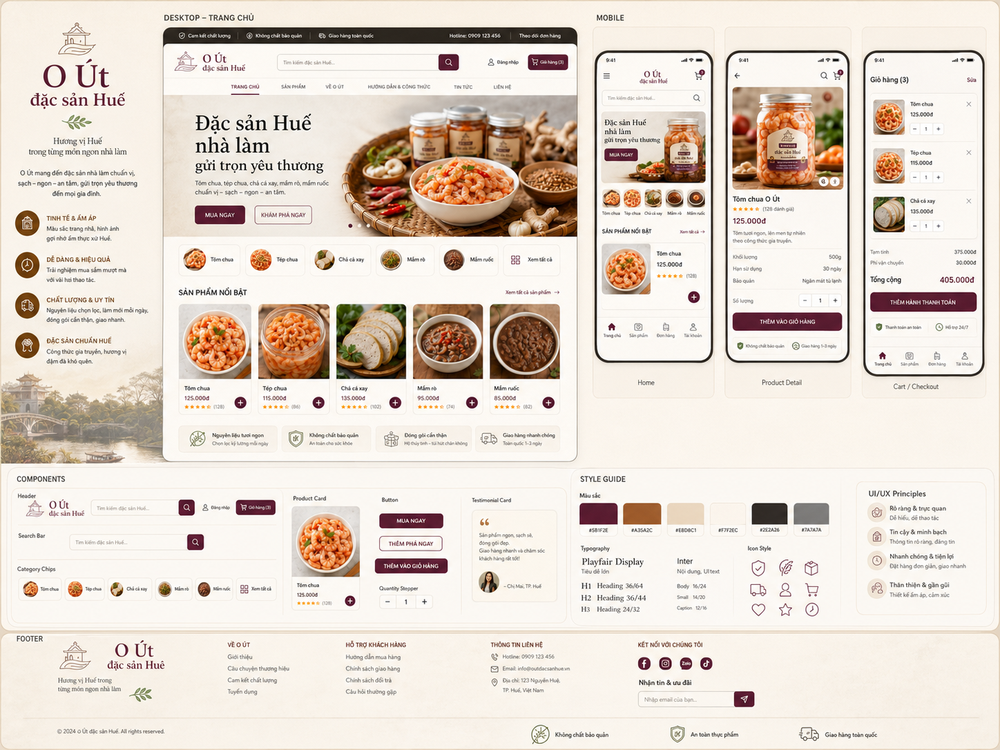 O Út
đặc sản Huế
Hương vị Huế
trong từng món ngon nhà làm
O Út mang đến đặc sản nhà làm chuẩn vị,
sạch – ngon – an tâm, gửi trọn yêu thương
đến mọi gia đình.
TINH TẾ & ẤM ÁP
Màu sắc trang nhã, hình ảnh
gợi nhớ ẩm thực xứ Huế.
DỄ DÀNG & HIỆU QUẢ
Trải nghiệm mua sắm mượt mà
với vài thao tác.
CHẤT LƯỢNG & UY TÍN
Nguyên liệu chọn lọc, làm mới mỗi ngày,
đóng gói cẩn thận, giao nhanh.
ĐẶC SẢN CHUẨN HUẾ
Công thức gia truyền, hương vị
đậm đà khó quên.
DESKTOP – TRANG CHỦ
Cam kết chất lượng
Không chất bảo quản
Giao hàng toàn quốc
Hotline: 0909 123 456
Theo dõi đơn hàng
O Út
đặc sản Huế
Tìm kiếm đặc sản Huế...
Đăng nhập
Giỏ hàng (3)
TRANG CHỦ
SẢN PHẨM
VỀ O ÚT
HƯỚNG DẪN & CÔNG THỨC
TIN TỨC
LIÊN HỆ
Đặc sản Huế
nhà làm
gửi trọn yêu thương
Tôm chua, tép chua, chả cá xay, mắm rò, mắm ruốc
chuẩn vị – sạch – ngon – an tâm.
MUA NGAY
KHÁM PHÁ NGAY
Tôm chua
Tép chua
Chả cá xay
Mắm rò
Mắm ruốc
Xem tất cả
SẢN PHẨM NỔI BẬT
Xem tất cả sản phẩm →
Tôm chua
125.000đ
(128)
Tép chua
115.000đ
(86)
Chả cá xay
135.000đ
(102)
Mắm rò
95.000đ
(74)
Mắm ruốc
85.000đ
(82)
Nguyên liệu tươi ngon
Chọn lọc kỹ lưỡng mỗi ngày
Không chất bảo quản
An toàn cho sức khỏe
Đóng gói cẩn thận
Hộ thủy tinh – túi hút chân không
Giao hàng nhanh chóng
Toàn quốc 1–3 ngày
MOBILE
9:41
O Út
đặc sản Huế
Tìm kiếm đặc sản Huế...
Đặc sản Huế
nhà làm
gửi trọn yêu thương
MUA NGAY
Tôm chua
Tép chua
Chả cá xay
Mắm rò
Mắm ruốc
SẢN PHẨM NỔI BẬT
Xem tất cả →
Tôm chua
125.000đ
(128)
Trang chủ
Sản phẩm
Đơn hàng
Tài khoản
Home
9:41
Tôm chua O Út
(128 đánh giá)
125.000đ
Tôm tươi ngon, lên men tự nhiên
theo công thức gia truyền.
Khối lượng
500g
Hạn sử dụng
30 ngày
Bảo quản
Ngăn mát tủ lạnh
Số lượng
1
THÊM VÀO GIỎ HÀNG
Không chất bảo quản
Giao hàng 1–3 ngày
Product Detail
9:41
Giỏ hàng (3)
Sửa
Tôm chua
125.000đ
1
Tép chua
115.000đ
1
Chả cá xay
135.000đ
1
Tạm tính
375.000đ
Phí vận chuyển
30.000đ
Tổng cộng
405.000đ
THÊM HÀNH THANH TOÁN
Thanh toán an toàn
Hỗ trợ 24/7
Trang chủ
Sản phẩm
Đơn hàng
Tài khoản
Cart / Checkout
COMPONENTS
Header
O Út
đặc sản Huế
Tìm kiếm đặc sản Huế...
Đăng nhập
Giỏ hàng (3)
Search Bar
Tìm kiếm đặc sản Huế...
Category Chips
Tôm chua
Tép chua
Chả cá xay
Mắm rò
Mắm ruốc
Xem tất cả
Product Card
Tôm chua
125.000đ
(128)
Button
MUA NGAY
THÊM PHÁ NGAY
THÊM VÀO GIỎ HÀNG
Quantity Stepper
1
Testimonial Card
“
Sản phẩm ngon, sạch sẽ,
đóng gói đẹp.
Giao hàng nhanh và chăm sóc
khách hàng rất tốt!
– Chị Mai, TP. Huế
STYLE GUIDE
Màu sắc
#5B1F2E
#A35A2C
#E8D8C1
#F7F2EC
#2E2A26
#7A7A7A
Typography
Playfair Display
Tiêu đề lớn
H1 Heading 36/64
H2 Heading 36/44
H3 Heading 24/32
Inter
Nội dung, UI text
Body 16/24
Small 14/20
Caption 12/16
Icon Style
UI/UX Principles
Rõ ràng & trực quan
Dễ hiểu, dễ thao tác
Tin cậy & minh bạch
Thông tin rõ ràng, đáng tin
Nhanh chóng & tiện lợi
Đặt hàng đơn giản, giao nhanh
Thân thiện & gần gũi
Thiết kế ấm áp, cảm xúc
FOOTER
O Út
đặc sản Huế
Hương vị Huế trong
từng món ngon nhà làm
VỀ O ÚT
Giới thiệu
Câu chuyện thương hiệu
Cam kết chất lượng
Tuyển dụng
HỖ TRỢ KHÁCH HÀNG
Hướng dẫn mua hàng
Chính sách giao hàng
Chính sách đổi trả
Câu hỏi thường gặp
THÔNG TIN LIÊN HỆ
Hotline: 0909 123 456
Email: info@outdacsanhue.vn
Địa chỉ: 123 Nguyễn Huệ,
TP. Huế, Việt Nam
KẾT NỐI VỚI CHÚNG TÔI
Zalo
Nhận tin & ưu đãi
Nhập email của bạn...
© 2024 O Út đặc sản Huế. All rights reserved.
Không chất bảo quản
An toàn thực phẩm
Giao hàng toàn quốc